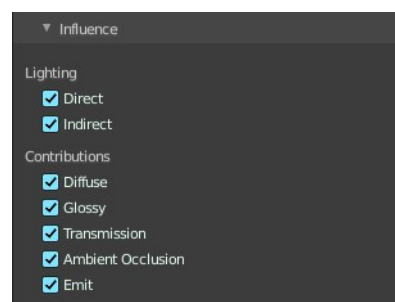 Influence
Lighting
Direct
Indirect
Contributions
Diffuse
Glossy
Transmission
Ambient Occlusion
Emit